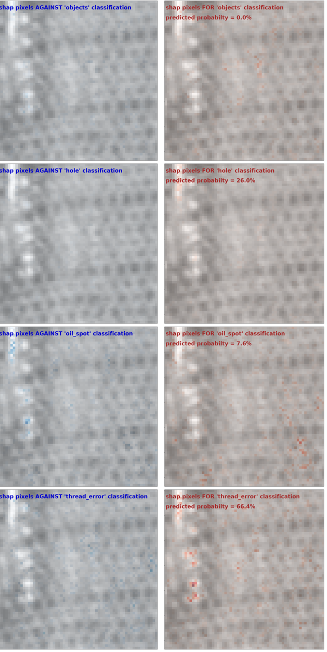 shap pixels AGAINST 'objects' classification
shap pixels FOR 'objects' classification
predicted probability = 0.0%
shap pixels AGAINST 'hole' classification
shap pixels FOR 'hole' classification
predicted probability = 26.0%
shap pixels AGAINST 'oil_spot' classification
shap pixels FOR 'oil_spot' classification
predicted probability = 7.6%
shap pixels AGAINST 'thread_error' classification
shap pixels FOR 'thread_error' classification
predicted probability = 66.4%